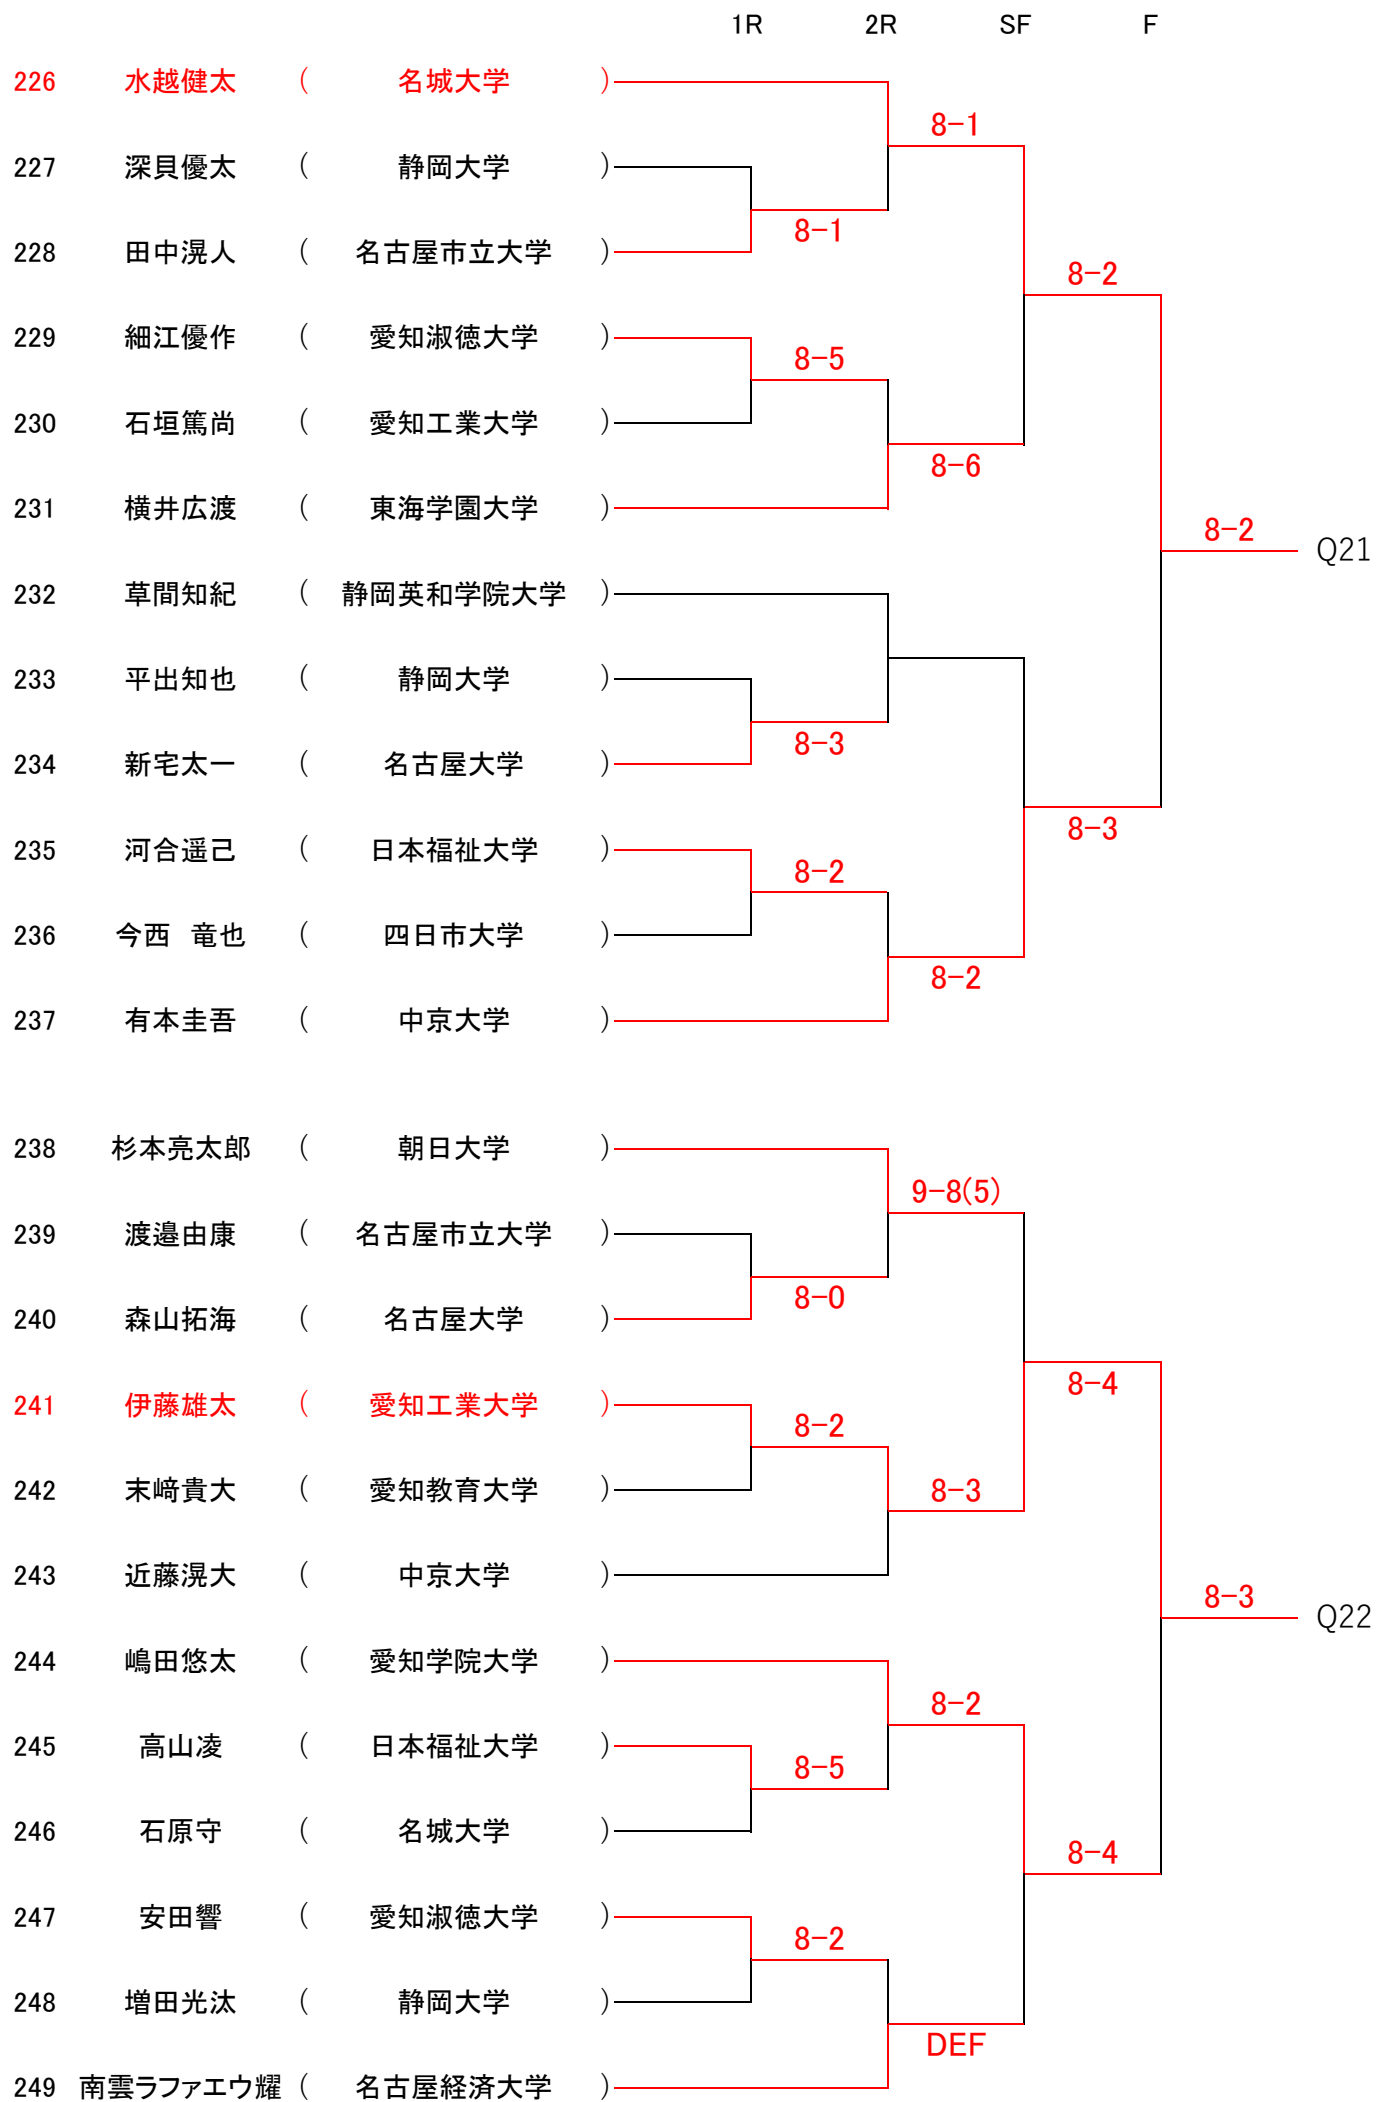 1R 2R SF F
226 水越健太 ( 名城大学 )
8-1
227 深貝優太 ( 静岡大学 )
8-1
228 田中滉人 ( 名古屋市立大学 )
8-2
229 細江優作 ( 愛知淑徳大学 )
8-5
230 石垣篤尚 ( 愛知工業大学 )
8-6
231 横井広渡 ( 東海学園大学 )
8-2 Q21
232 草間知紀 ( 静岡英和学院大学 )
233 平出知也 ( 静岡大学 )
8-3
234 新宅太一 ( 名古屋大学 )
8-3
235 河合遥己 ( 日本福祉大学 )
8-2
236 今西　竜也 ( 四日市大学 )
8-2
237 有本圭吾 ( 中京大学 )
238 杉本亮太郎 ( 朝日大学 )
9-8(5)
239 渡邉由康 ( 名古屋市立大学 )
8-0
240 森山拓海 ( 名古屋大学 )
8-4
241 伊藤雄太 ( 愛知工業大学 )
8-2
242 末﨑貴大 ( 愛知教育大学 )
8-3
243 近藤滉大 ( 中京大学 )
8-3 Q22
244 嶋田悠太 ( 愛知学院大学 )
8-2
245 高山凌 ( 日本福祉大学 )
8-5
246 石原守 ( 名城大学 )
8-4
247 安田響 ( 愛知淑徳大学 )
8-2
248 増田光汰 ( 静岡大学 )
DEF
249 南雲ラファエウ耀 ( 名古屋経済大学 )